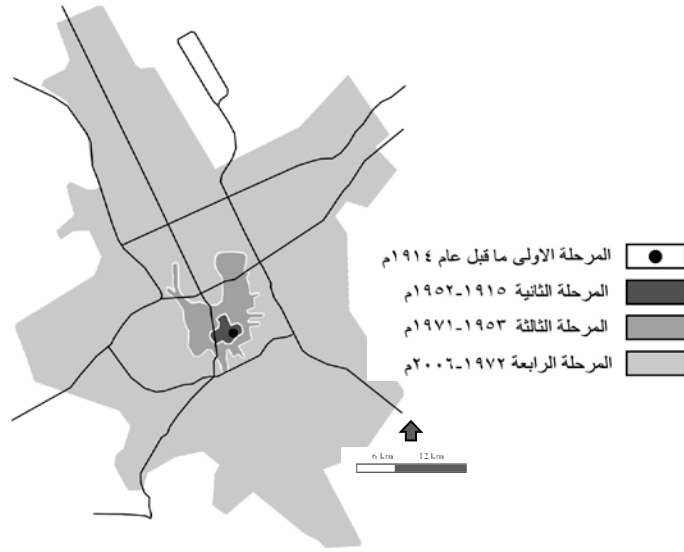 المرحلة الاولى ما قبل عام ١٩١٤م
المرحلة الثانية ١٩١٥-١٩٥٢م
المرحلة الثالثة ١٩٥٣-١٩٧١م
المرحلة الرابعة ١٩٧٢-٢٠٠٦م
6 km 12 km